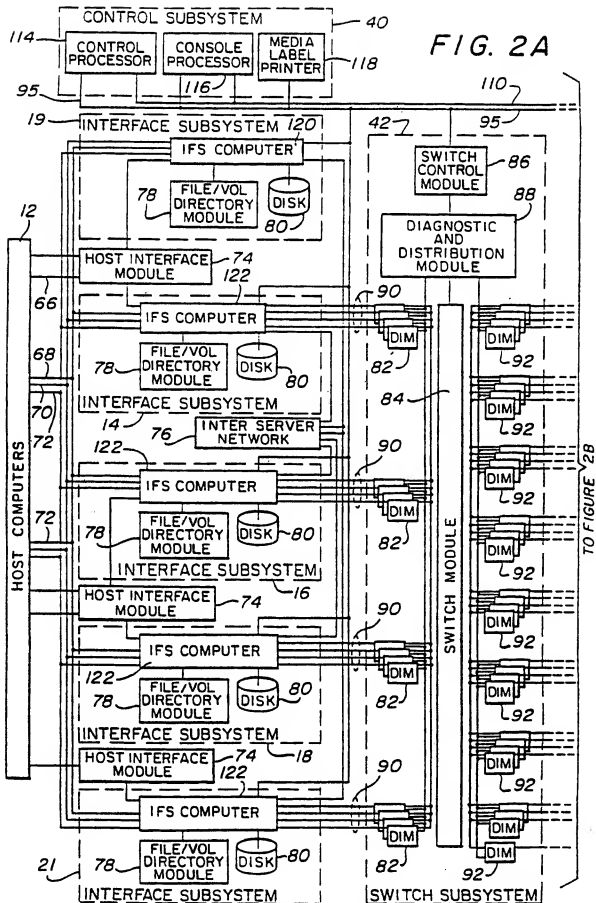 CONTROL SUBSYSTEM
40
114
CONTROL
PROCESSOR
CONSOLE
PROCESSOR
116
MEDIA
LABEL
PRINTER
118
FIG. 2A
95
110
95
19
INTERFACE SUBSYSTEM
120
IFS COMPUTER
78
FILE/VOL
DIRECTORY
MODULE
DISK
80
42
SWITCH
CONTROL
MODULE
86
88
DIAGNOSTIC
AND
DISTRIBUTION
MODULE
12
HOST COMPUTERS
66
HOST INTERFACE
MODULE
74
122
IFS COMPUTER
78
FILE/VOL
DIRECTORY
MODULE
DISK
80
INTERFACE SUBSYSTEM
14
68
70
72
90
DIM
82
76
INTER SERVER
NETWORK
84
SWITCH MODULE
122
IFS COMPUTER
78
FILE/VOL
DIRECTORY
MODULE
DISK
80
INTERFACE SUBSYSTEM
16
72
90
DIM
82
HOST INTERFACE
MODULE
74
IFS COMPUTER
122
78
FILE/VOL
DIRECTORY
MODULE
DISK
80
INTERFACE SUBSYSTEM
18
90
DIM
82
HOST INTERFACE
MODULE
74
122
IFS COMPUTER
21
78
FILE/VOL
DIRECTORY
MODULE
DISK
80
INTERFACE SUBSYSTEM
90
DIM
82
DIM
92
DIM
92
DIM
92
DIM
92
DIM
92
DIM
92
DIM
92
DIM
DIM
92
SWITCH SUBSYSTEM
TO FIGURE 2B